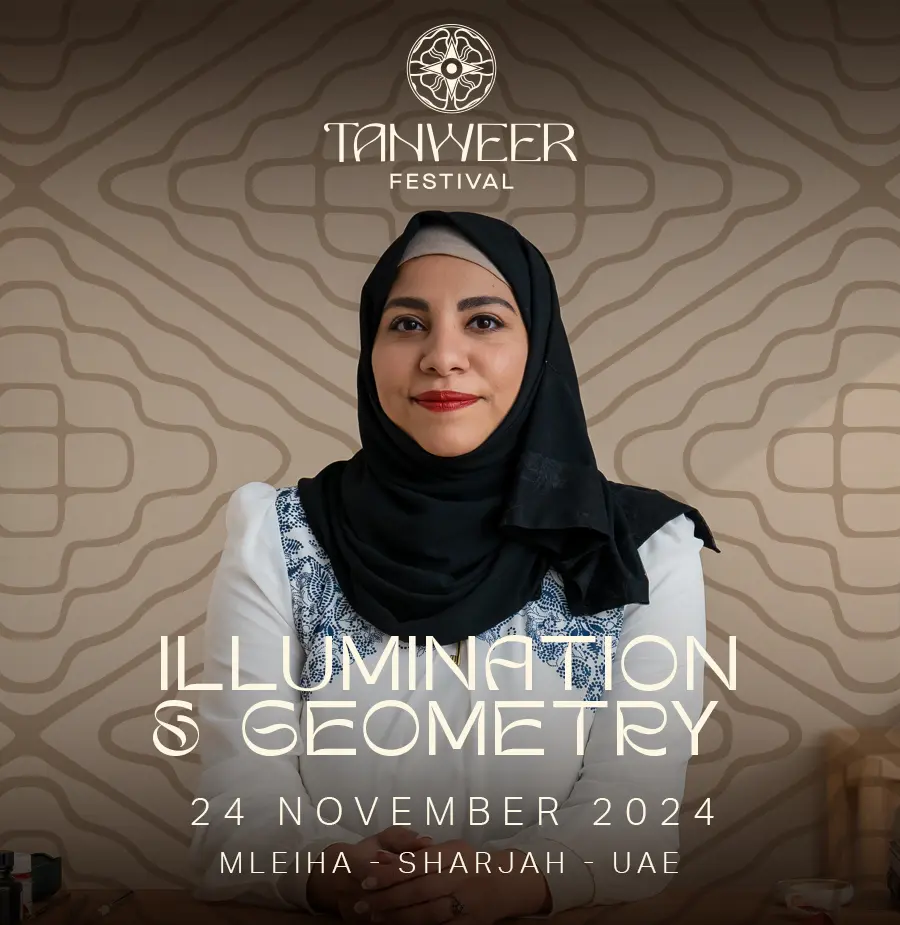 TANWEER
FESTIVAL
ILLUMINATION
& GEOMETRY
24 NOVEMBER 2024
MLEIHA - SHARJAH - UAE